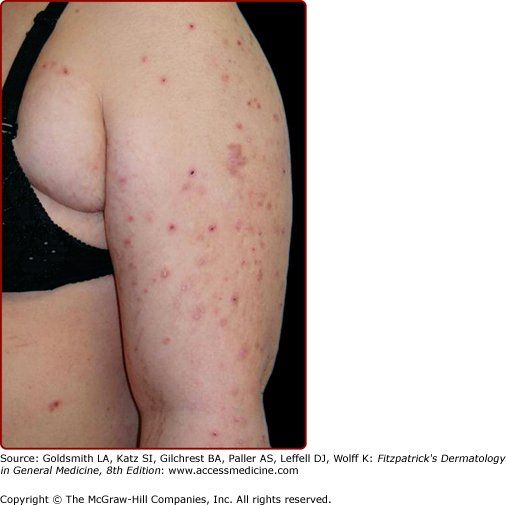 Source: Goldsmith LA, Katz SI, Gilchrest BA, Paller AS, Leffell DJ, Wolff K: Fitzpatrick's Dermatology
in General Medicine, 8th Edition: www.accessmedicine.com
Copyright © The McGraw-Hill Companies, Inc. All rights reserved.